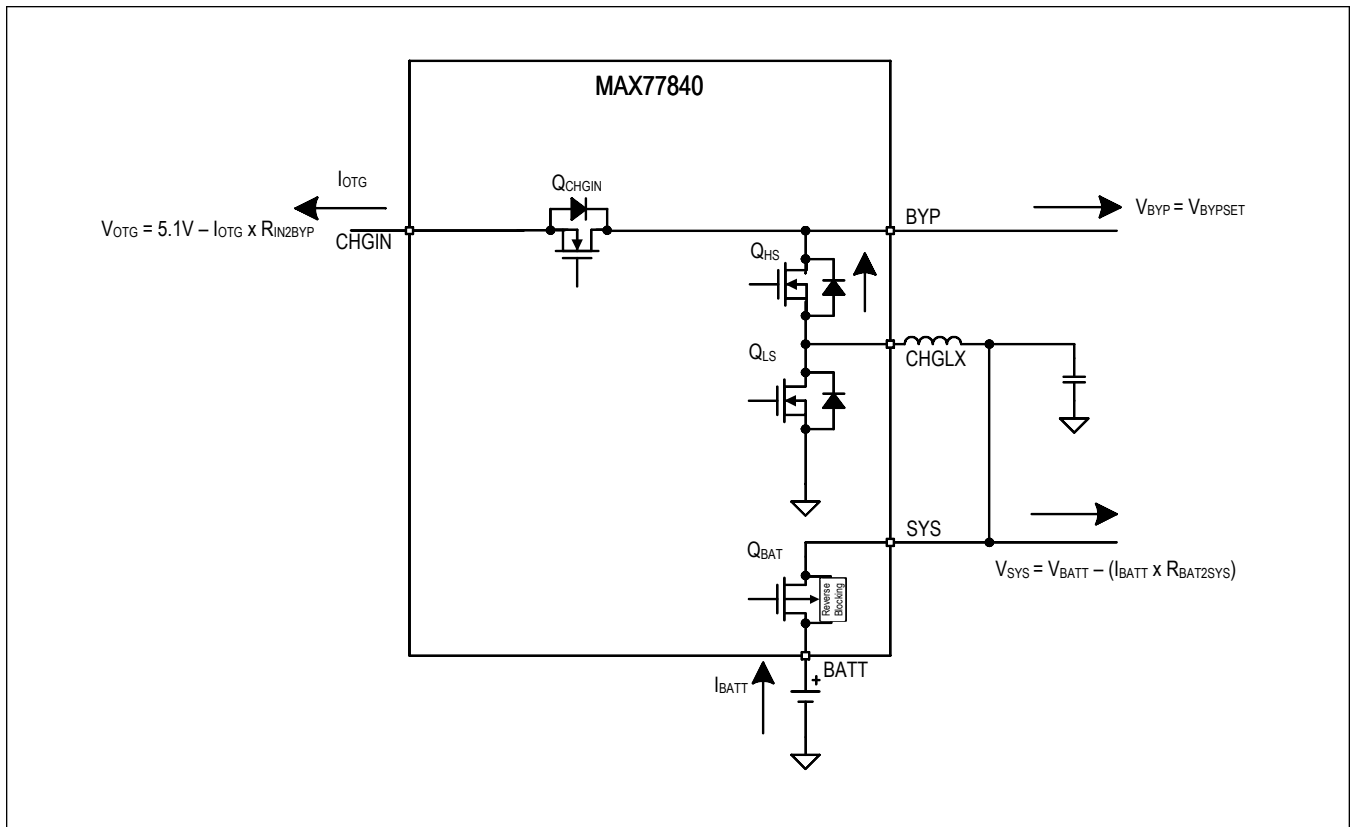 MAX77840
IOTG
QCHGIN
VOTG = 5.1V – IOTG x RIN2BYP
CHGIN
BYP
VBYP = VBYPSET
QHS
QLS
CHGLX
SYS
QBAT
Reverse
Blocking
VSYS = VBATT – (IBATT x RBAT2SYS)
BATT
+
IBATT